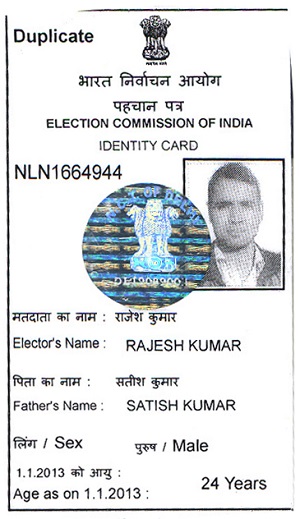 Duplicate
भारत निर्वाचन आयोग
पहचान पत्र
ELECTION COMMISSION OF INDIA
IDENTITY CARD
NLN1664944
मतदाता का नाम : राजेश कुमार
Elector's Name : RAJESH KUMAR
पिता का नाम : सतीश कुमार
Father's Name : SATISH KUMAR
लिंग / Sex पुरुष / Male
1.1.2013 को आयु :
Age as on 1.1.2013 : 24 Years